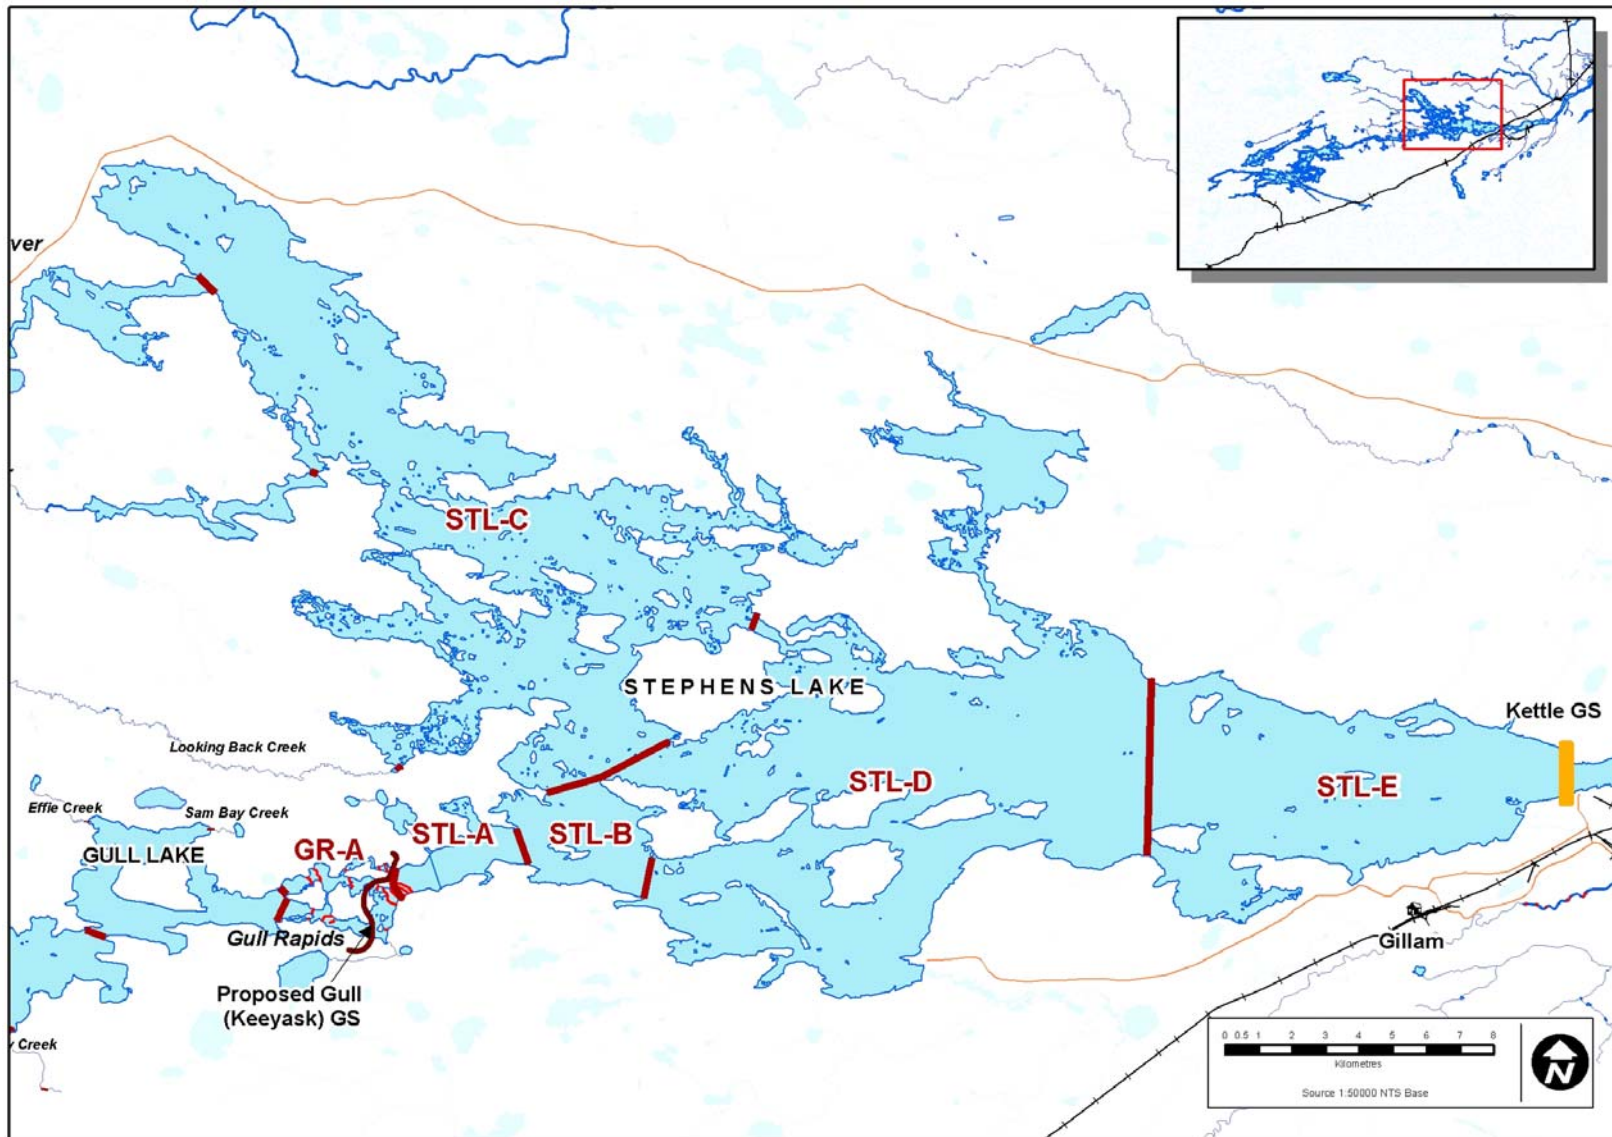 ver
STL-C
STEPHENS LAKE
Kettle GS
Looking Back Creek
STL-D
STL-E
Effie Creek
Sam Bay Creek
STL-A
STL-B
GULL LAKE
GR-A
Gull Rapids
Gillam
Proposed Gull
(Keeyask) GS
Creek
0 0.5 1 2 3 4 5 6 7 8
Kilometres
N
Source 1:50000 NTS Base